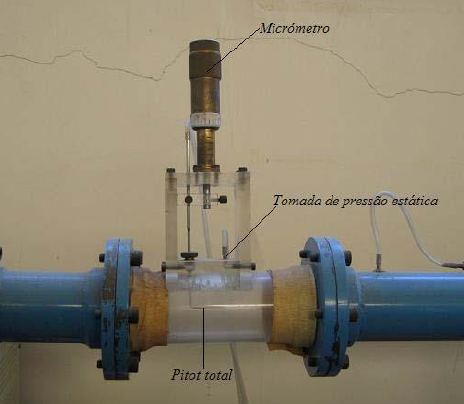 Micrómetro
Tomada de pressão estática
Pitot total